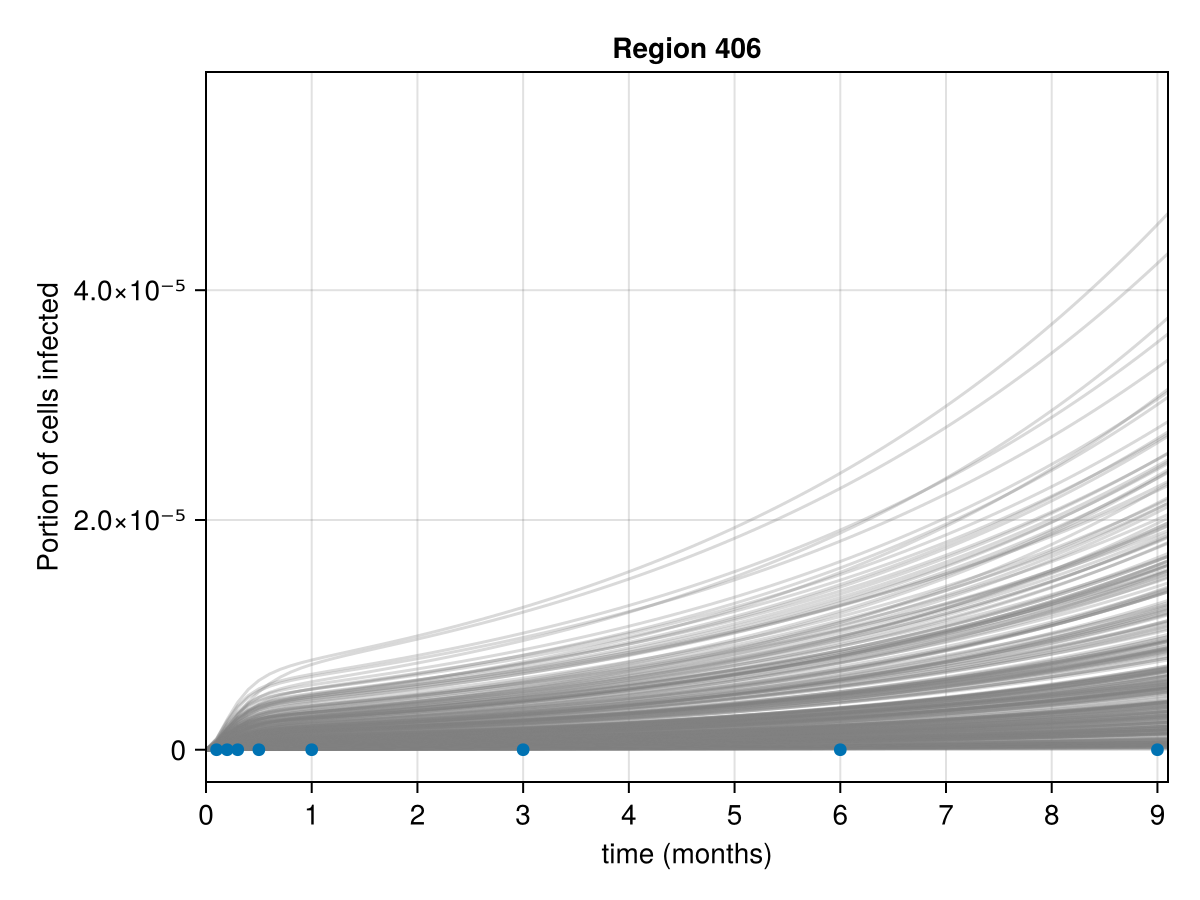 Region 406
Portion of cells infected
4.0×10⁻⁵
2.0×10⁻⁵
0
0 1 2 3 4 5 6 7 8 9
time (months)